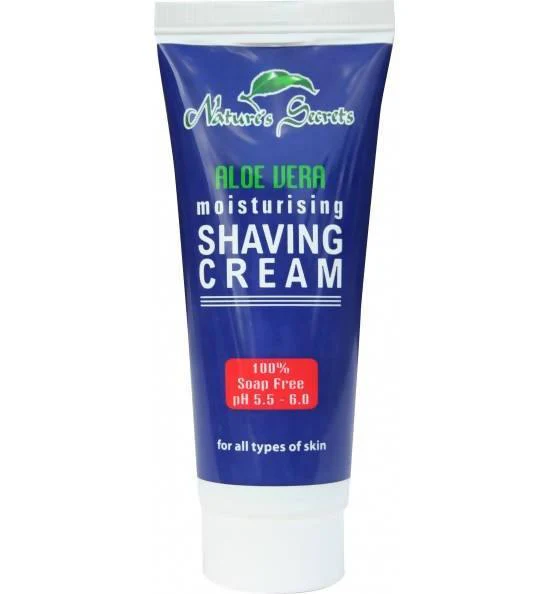 Nature's Secrets
ALOE VERA
moisturising
SHAVING
CREAM
100%
Soap Free
pH 5.5 - 6.0
for all types of skin